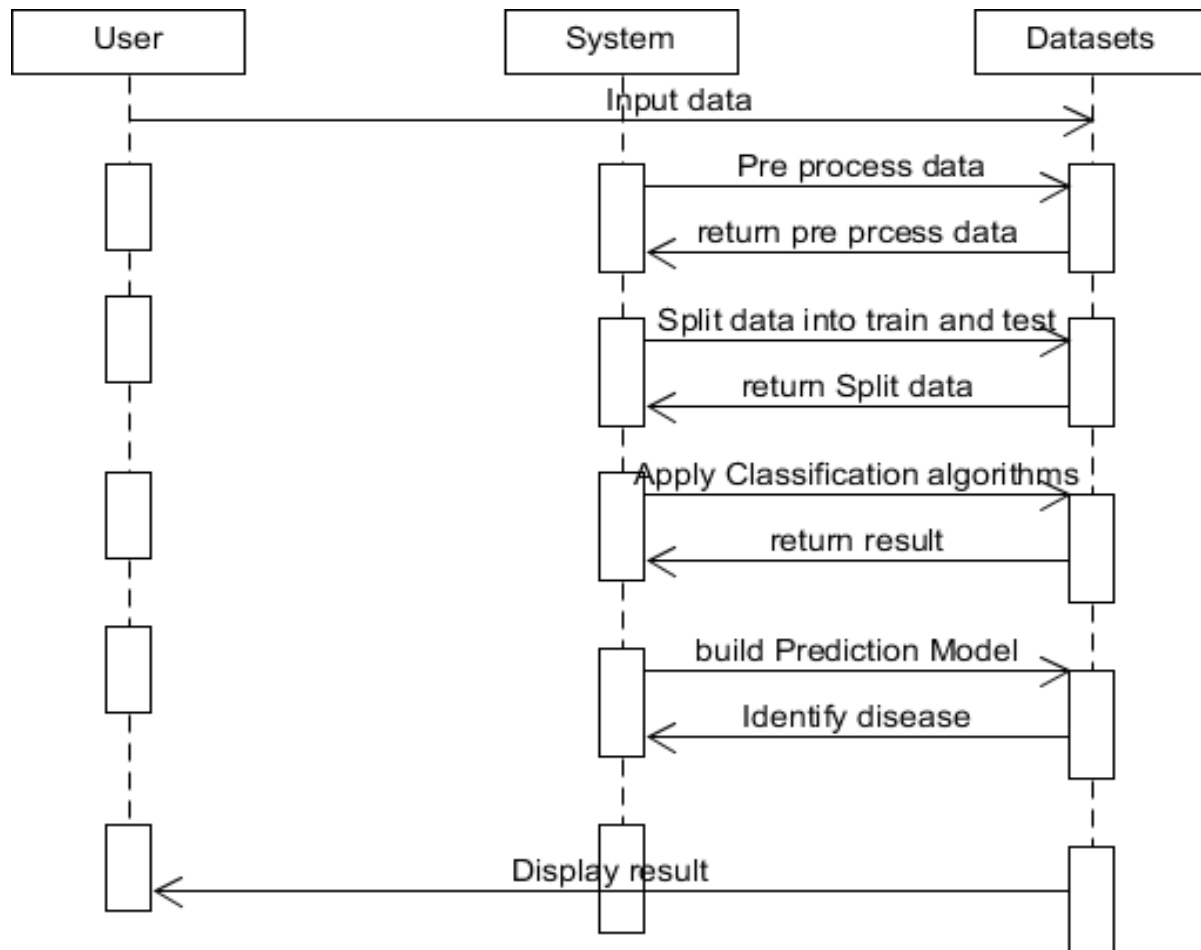 User
System
Datasets
Input data
Pre process data
return pre prcess data
Split data into train and test
return Split data
Apply Classification algorithms
return result
build Prediction Model
Identify disease
Display result